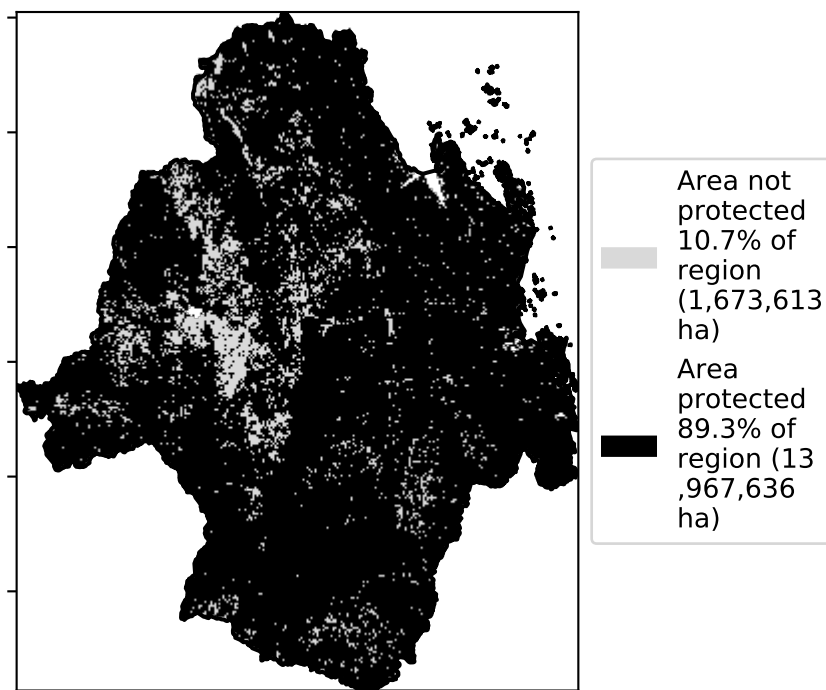 Area not
protected
10.7% of
region
(1,673,613
ha)
Area
protected
89.3% of
region (13
,967,636
ha)